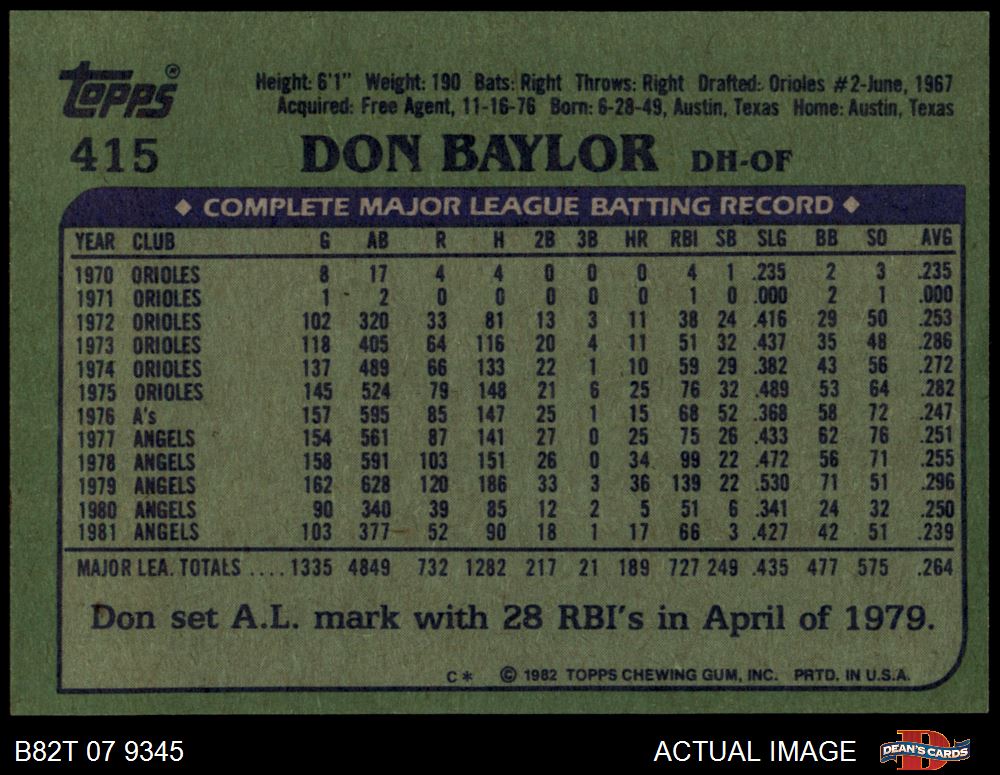 Topps®
Height: 6'1" Weight: 190 Bats: Right Throws: Right Drafted: Orioles #2-June, 1967
Acquired: Free Agent, 11-16-76 Born: 6-28-49, Austin, Texas Home: Austin, Texas
415 DON BAYLOR DH-OF
◆ COMPLETE MAJOR LEAGUE BATTING RECORD ◆
YEAR CLUB G AB R H 2B 3B HR RBI SB SLG BB SO AVG
1970 ORIOLES 8 17 4 4 0 0 0 4 1 .235 2 3 .235
1971 ORIOLES 1 2 0 0 0 0 0 1 0 .000 2 1 .000
1972 ORIOLES 102 320 33 81 13 3 11 38 24 .416 29 50 .253
1973 ORIOLES 118 405 64 116 20 4 11 51 32 .437 35 48 .286
1974 ORIOLES 137 489 66 133 22 1 10 59 29 .382 43 56 .272
1975 ORIOLES 145 524 79 148 21 6 25 76 32 .489 53 64 .282
1976 A's 157 595 85 147 25 1 15 68 52 .368 58 72 .247
1977 ANGELS 154 561 87 141 27 0 25 75 26 .433 62 76 .251
1978 ANGELS 158 591 103 151 26 0 34 99 22 .472 56 71 .255
1979 ANGELS 162 628 120 186 33 3 36 139 22 .530 71 51 .296
1980 ANGELS 90 340 39 85 12 2 5 51 6 .341 24 32 .250
1981 ANGELS 103 377 52 90 18 1 17 66 3 .427 42 51 .239
MAJOR LEA. TOTALS .... 1335 4849 732 1282 217 21 189 727 249 .435 477 575 .264
Don set A.L. mark with 28 RBI's in April of 1979.
C* © 1982 TOPPS CHEWING GUM, INC. PRTD. IN U.S.A.
B82T 07 9345 ACTUAL IMAGE DEAN'S CARDS